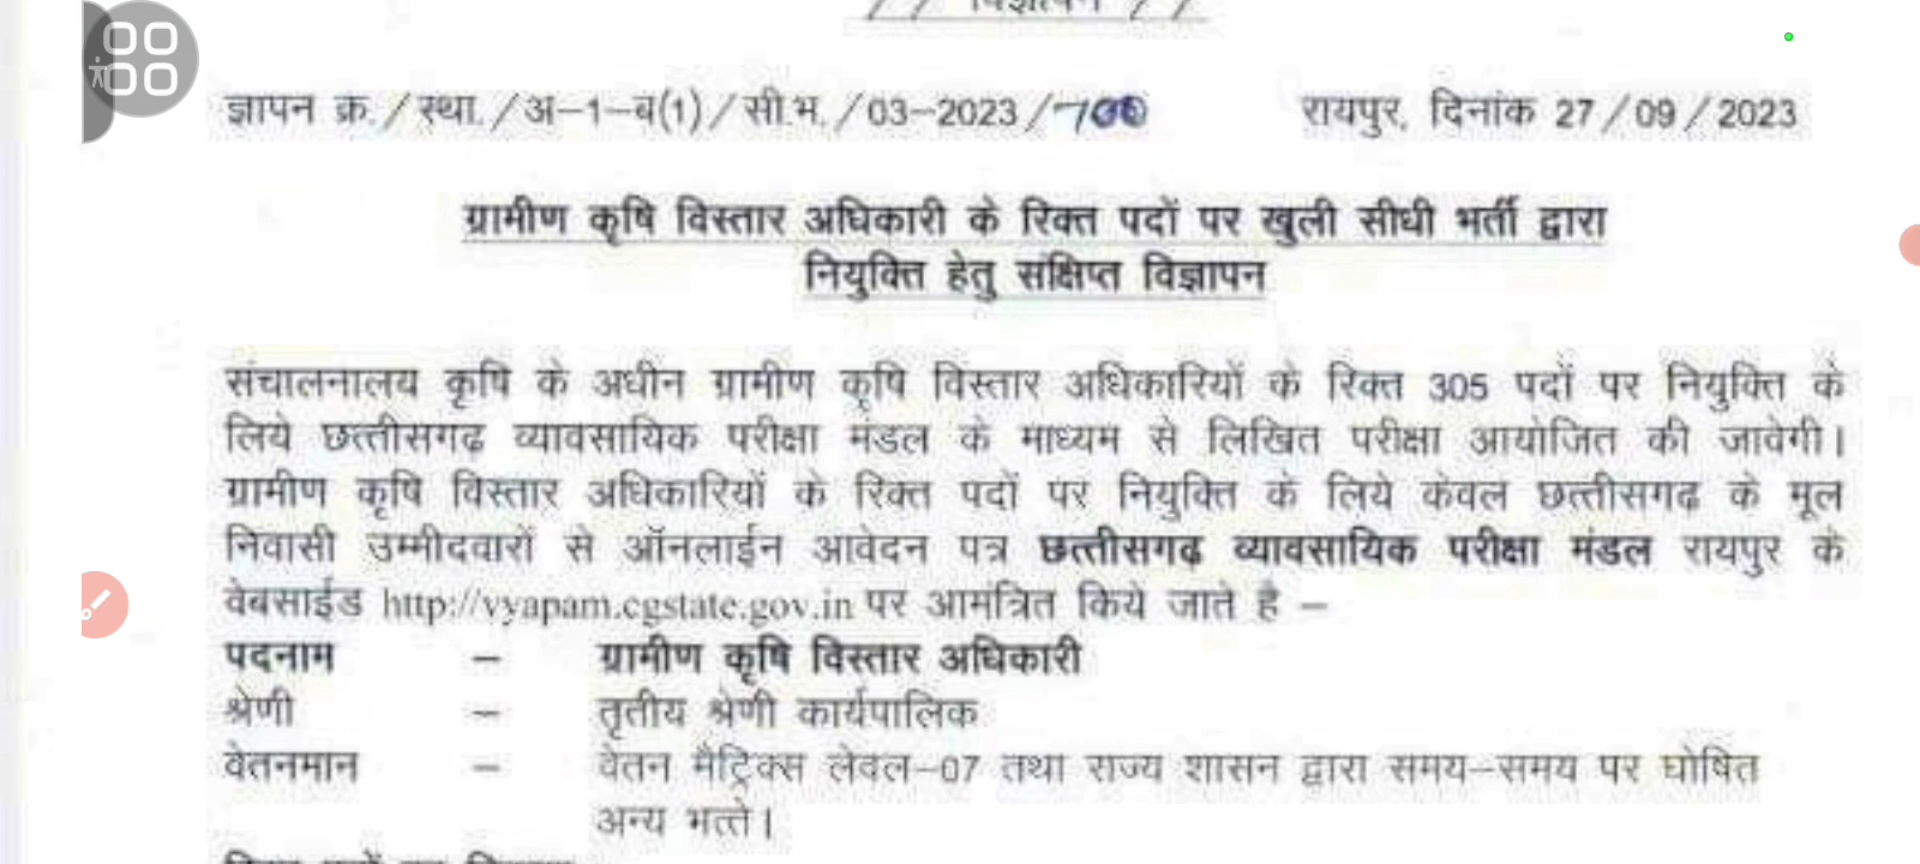 // विज्ञापन //
ज्ञापन क्र./स्था./अ–1–ब(1)/सी.भ./03–2023/700 रायपुर, दिनांक 27/09/2023
ग्रामीण कृषि विस्तार अधिकारी के रिक्त पदों पर खुली सीधी भर्ती द्वारा
नियुक्ति हेतु संक्षिप्त विज्ञापन
संचालनालय कृषि के अधीन ग्रामीण कृषि विस्तार अधिकारियों के रिक्त 305 पदों पर नियुक्ति के
लिये छत्तीसगढ़ व्यावसायिक परीक्षा मंडल के माध्यम से लिखित परीक्षा आयोजित की जावेगी।
ग्रामीण कृषि विस्तार अधिकारियों के रिक्त पदों पर नियुक्ति के लिये केवल छत्तीसगढ़ के मूल
निवासी उम्मीदवारों से ऑनलाईन आवेदन पत्र छत्तीसगढ़ व्यावसायिक परीक्षा मंडल रायपुर के
वेबसाईड http://vyapam.cgstate.gov.in पर आमंत्रित किये जाते है –
पदनाम – ग्रामीण कृषि विस्तार अधिकारी
श्रेणी – तृतीय श्रेणी कार्यपालिक
वेतनमान – वेतन मैट्रिक्स लेवल–07 तथा राज्य शासन द्वारा समय–समय पर घोषित
अन्य भत्ते।